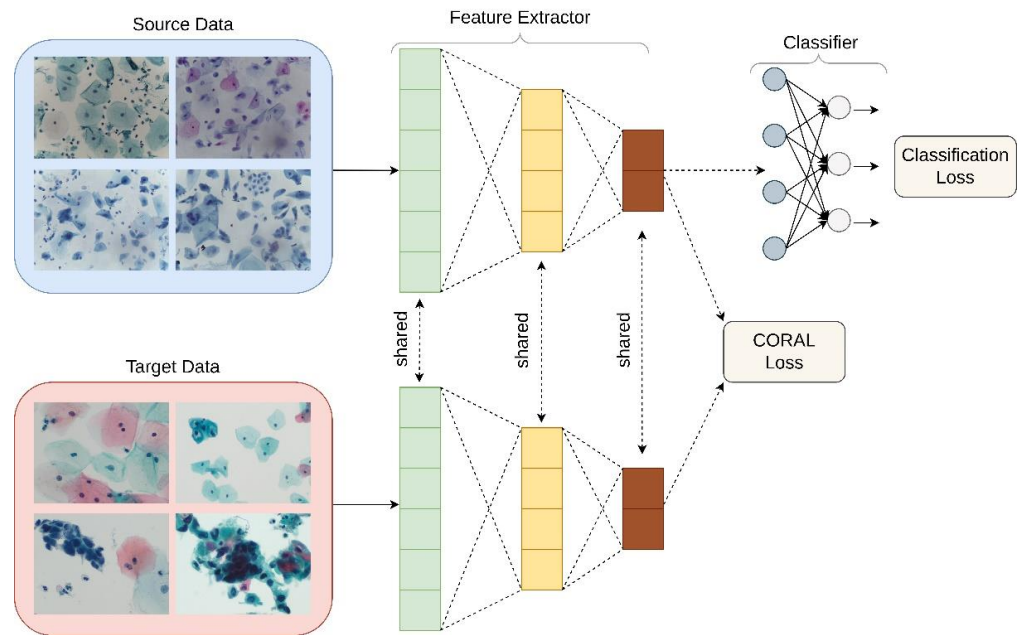 Feature Extractor
Source Data
Classifier
Classification
Loss
shared
shared
shared
CORAL
Loss
Target Data